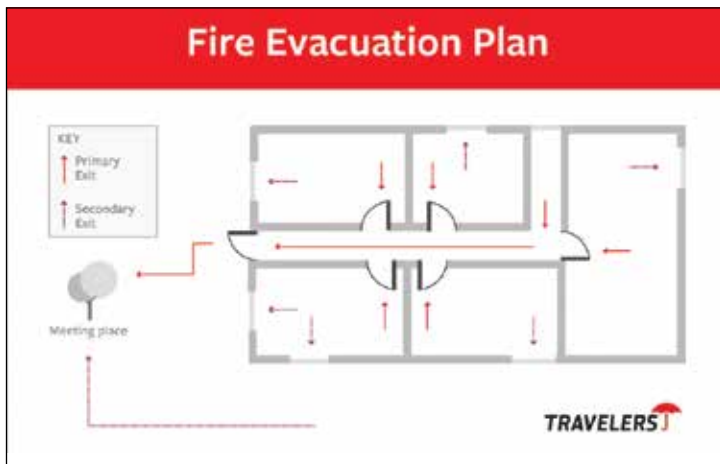 Fire Evacuation Plan
KEY
Primary
Exit
Secondary
Exit
Meeting place
TRAVELERS